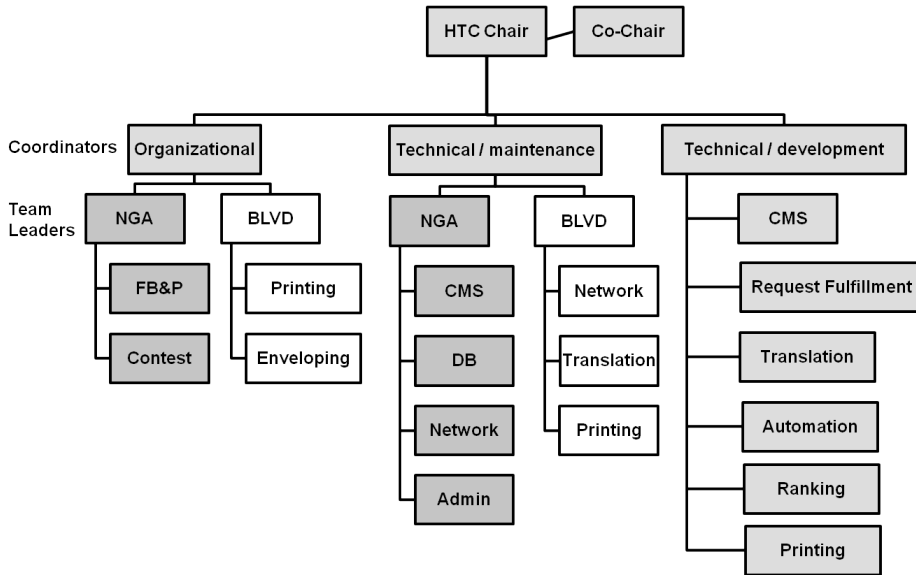 HTC Chair
Co-Chair
Coordinators
Organizational
Technical / maintenance
Technical / development
Team
Leaders
NGA
BLVD
NGA
BLVD
CMS
FB&P
Printing
CMS
Network
Request Fulfillment
Contest
Enveloping
DB
Translation
Translation
Network
Printing
Automation
Admin
Ranking
Printing